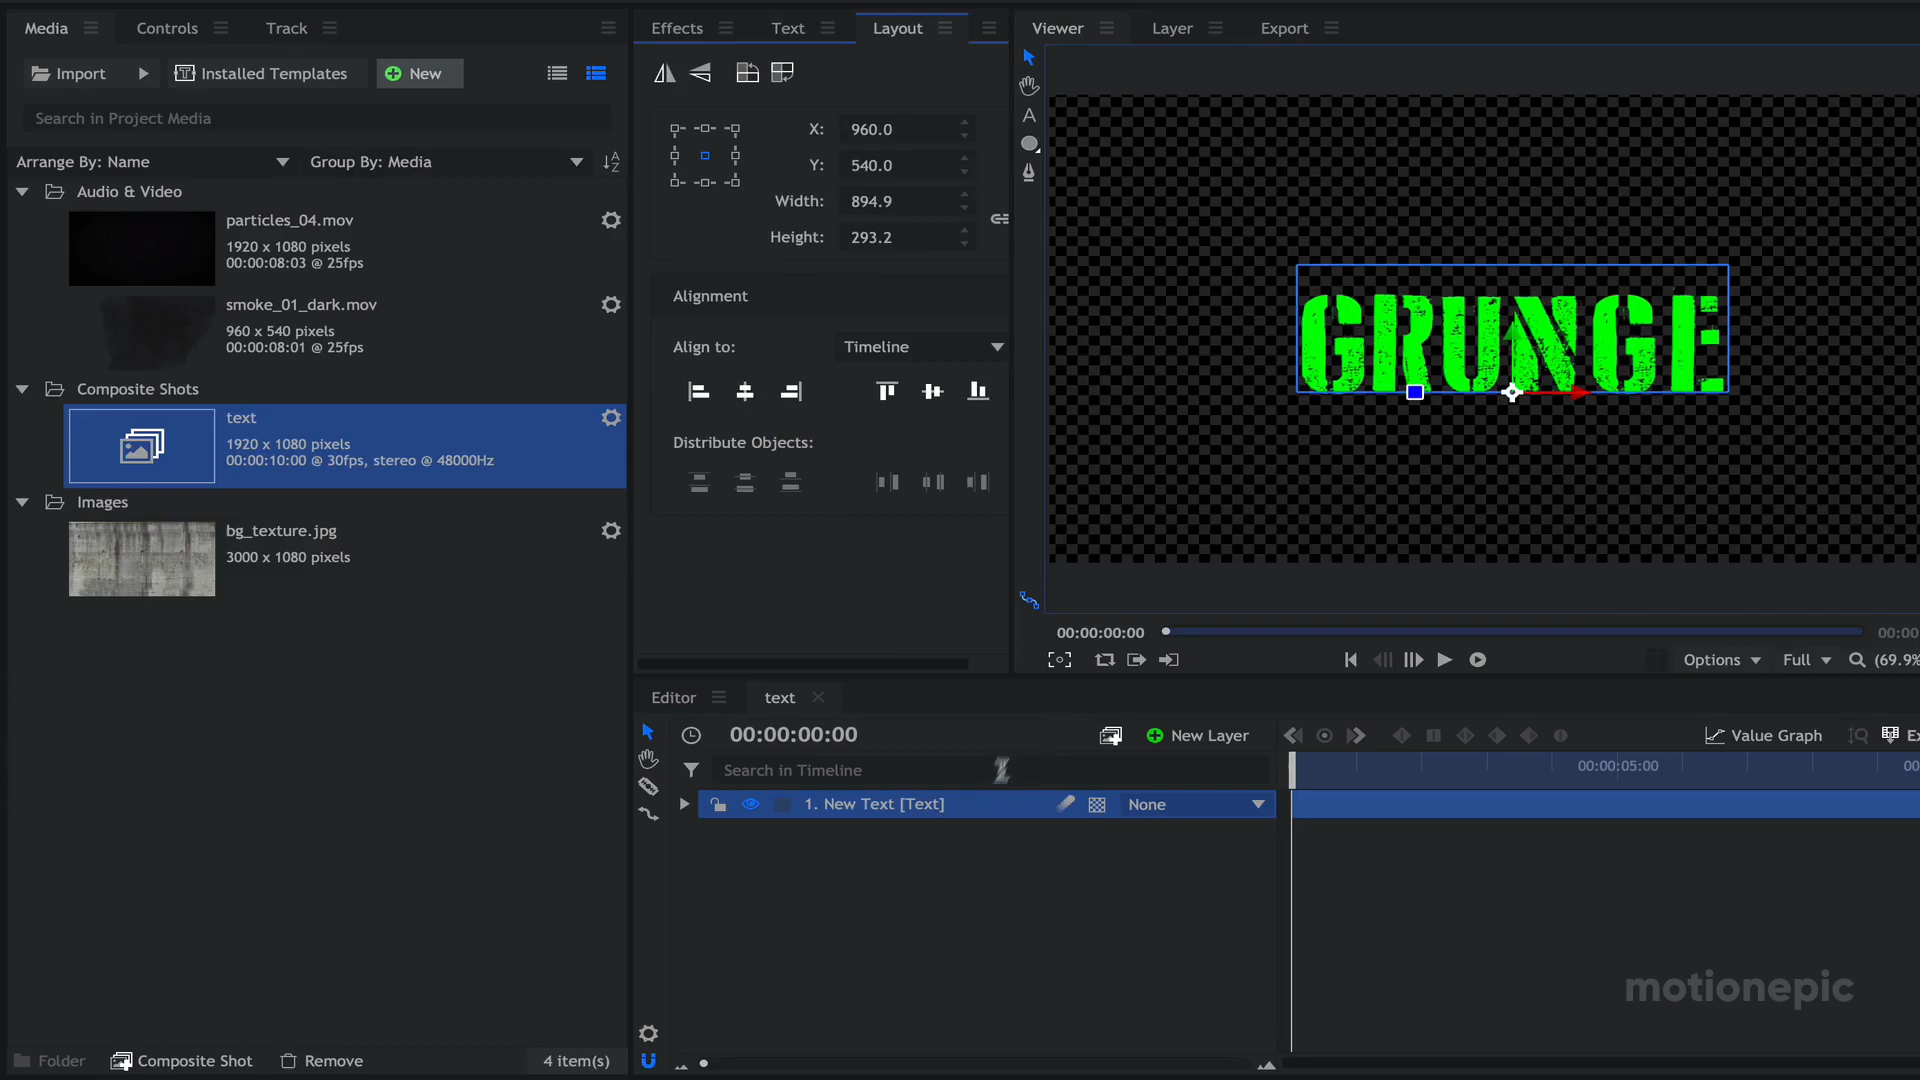 Media
Controls
Track
Import
Installed Templates
New
Search in Project Media
Arrange By: Name
Group By: Media
Audio & Video
particles_04.mov
1920 x 1080 pixels
00:00:08:03 @ 25fps
smoke_01_dark.mov
960 x 540 pixels
00:00:08:01 @ 25fps
Composite Shots
text
1920 x 1080 pixels
00:00:10:00 @ 30fps, stereo @ 48000Hz
Images
bg_texture.jpg
3000 x 1080 pixels
Folder
Composite Shot
Remove
4 item(s)
Effects
Text
Layout
X: 960.0
Y: 540.0
Width: 894.9
Height: 293.2
Alignment
Align to: Timeline
Distribute Objects:
Viewer
Layer
Export
GRUNGE
00:00:00:00
00:00
Options
Full
(69.9%
Editor
text
00:00:00:00
New Layer
Value Graph
Ex
Search in Timeline
00:00:05:00
00
1. New Text [Text]
None
motionepic